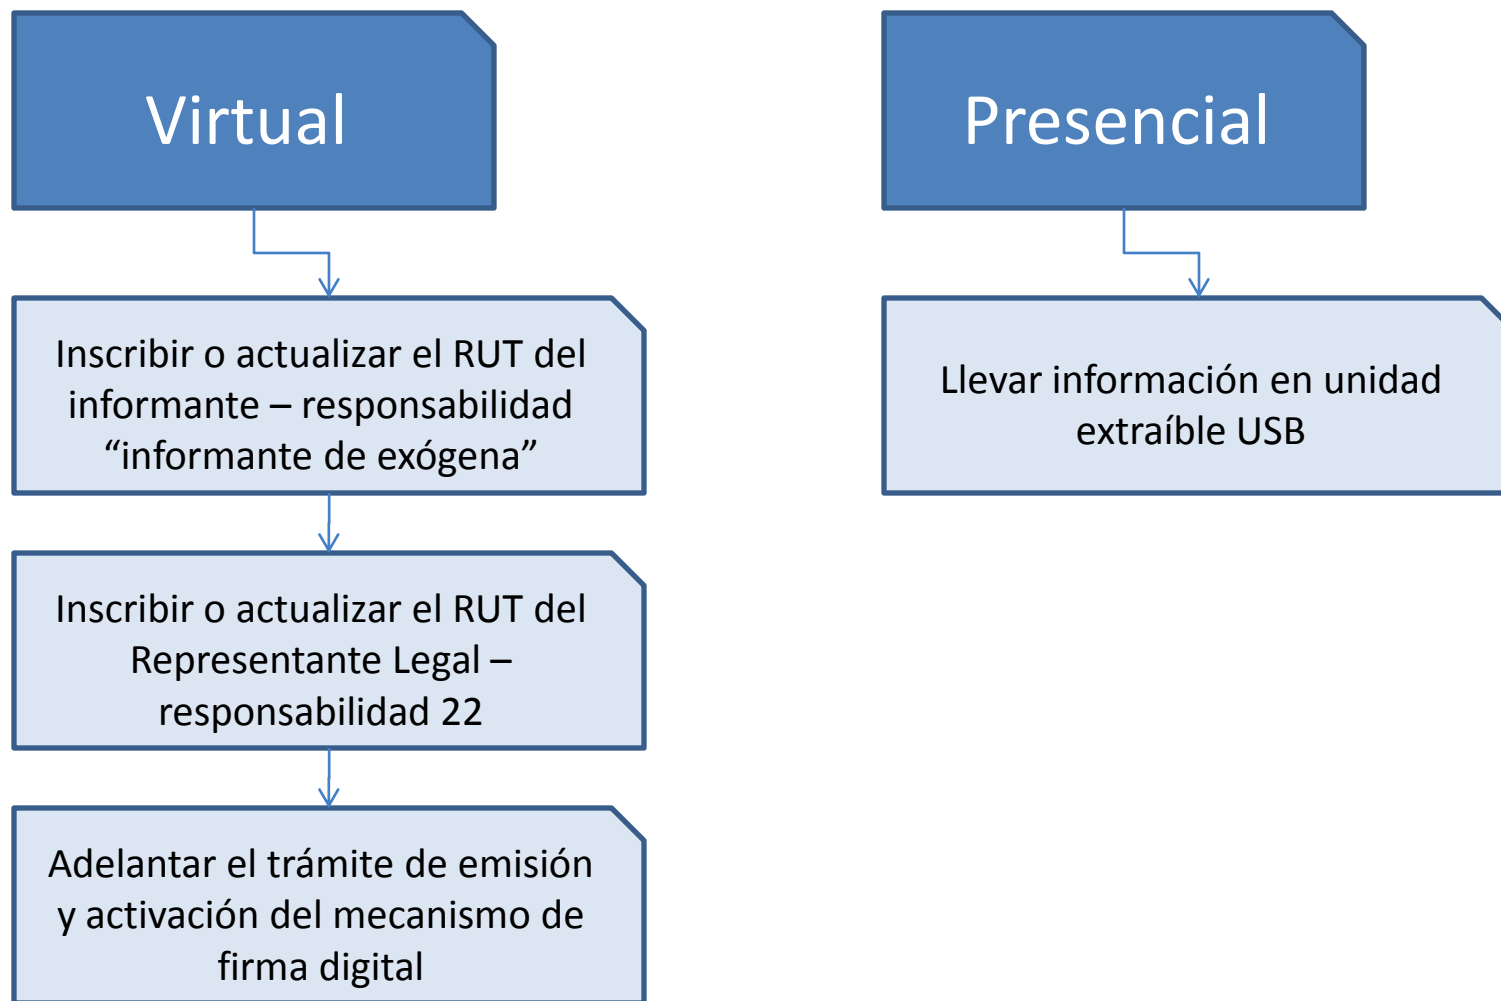 Virtual
Inscribir o actualizar el RUT del
informante – responsabilidad
“informante de exógena”
Inscribir o actualizar el RUT del
Representante Legal –
responsabilidad 22
Adelantar el trámite de emisión
y activación del mecanismo de
firma digital
Presencial
Llevar información en unidad
extraíble USB